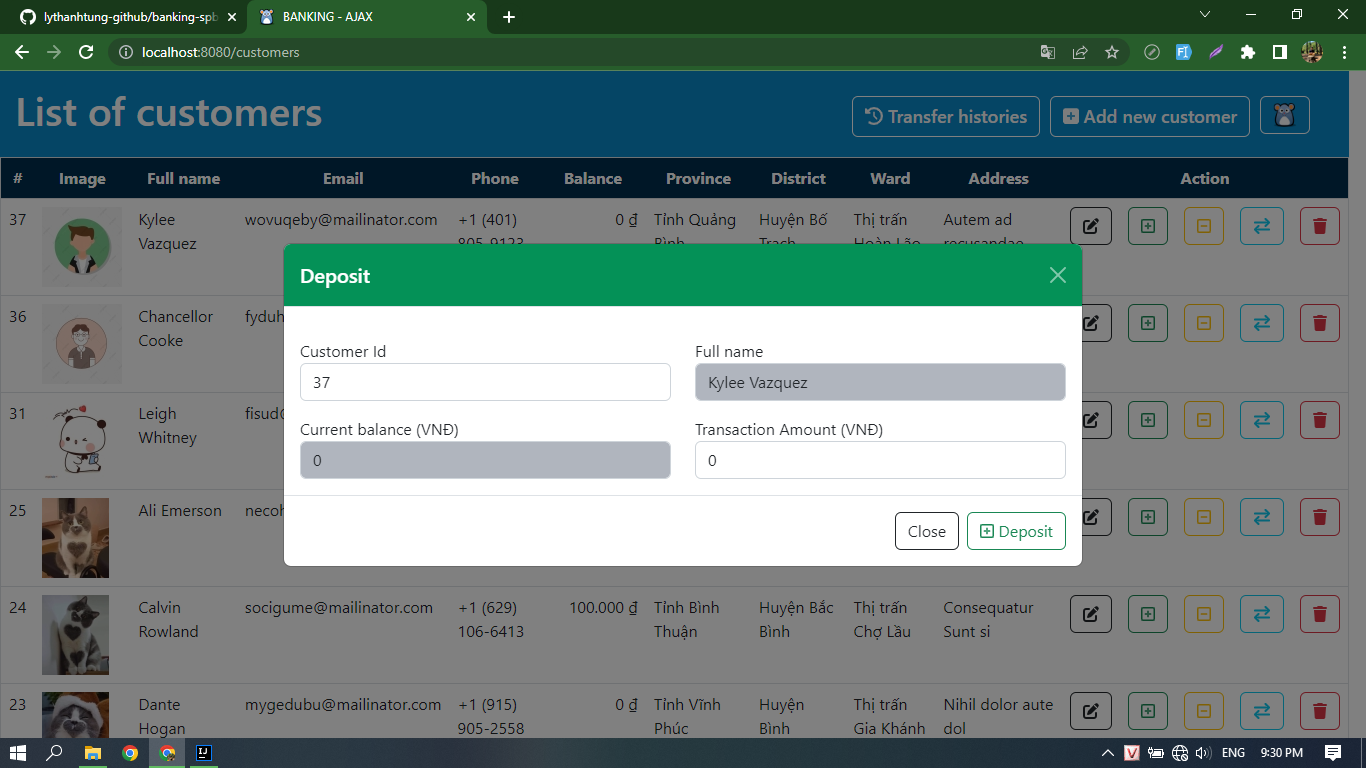 lythanhtung-github/banking-spb
BANKING - AJAX
localhost:8080/customers
List of customers
Transfer histories
Add new customer
# Image Full name Email Phone Balance Province District Ward Address Action
37 Kylee wovuqeby@mailinator.com +1 (401) 0 ₫ Tỉnh Quảng Huyện Bố Thị trấn Autem ad
Vazquez 805-9123 Bình Trạch Hoàn Lão recusandae
Deposit
36 Chancellor fyduh
Cooke
Customer Id Full name
37 Kylee Vazquez
31 Leigh fisud
Whitney
Current balance (VNĐ) Transaction Amount (VNĐ)
0 0
25 Ali Emerson necoh
Close Deposit
24 Calvin socigume@mailinator.com +1 (629) 100.000 ₫ Tỉnh Bình Huyện Bắc Thị trấn Consequatur
Rowland 106-6413 Thuận Bình Chợ Lầu Sunt si
23 Dante mygedubu@mailinator.com +1 (915) 0 ₫ Tỉnh Vĩnh Huyện Thị trấn Nihil dolor aute
Hogan 905-2558 Phúc Bình Gia Khánh dol
ENG 9:30 PM